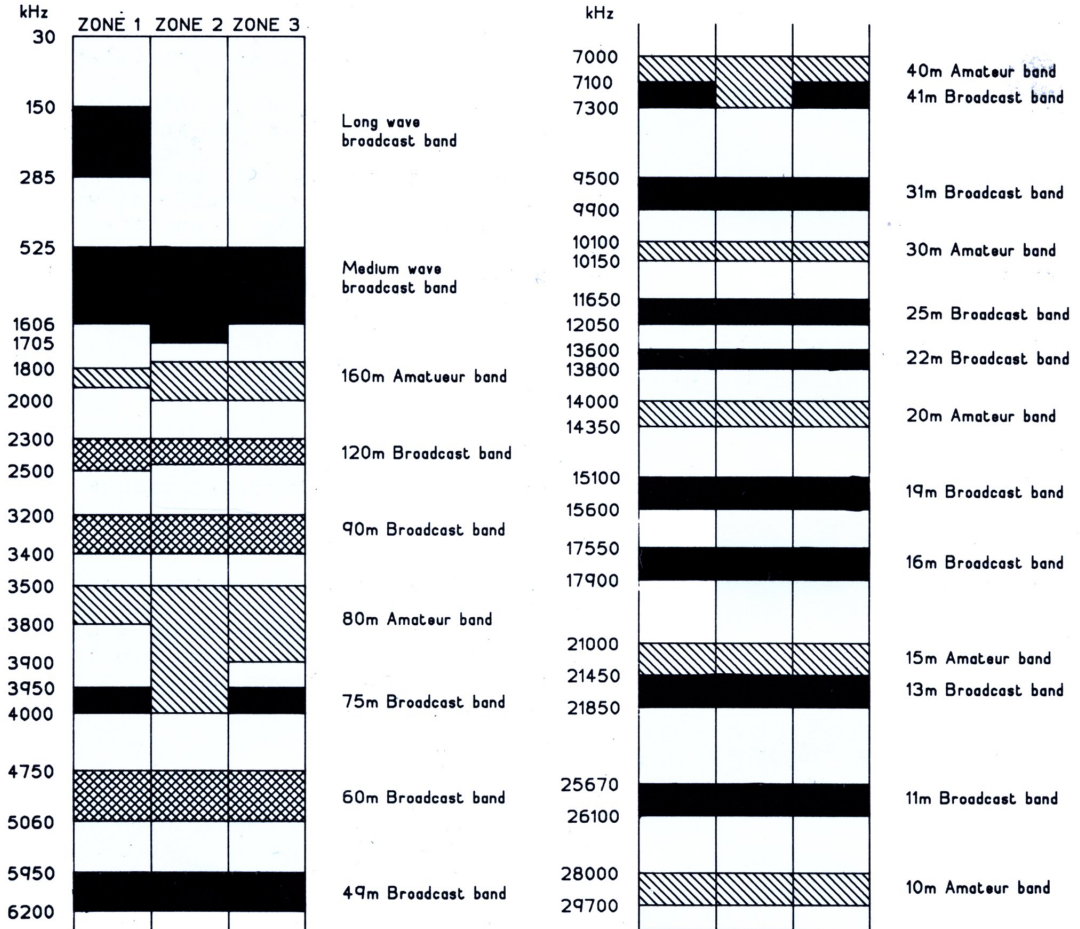 kHz
ZONE 1 ZONE 2 ZONE 3
30
150
Long wave
broadcast band
285
525
Medium wave
broadcast band
1606
1705
1800
160m Amatueur band
2000
2300
120m Broadcast band
2500
3200
90m Broadcast band
3400
3500
80m Amateur band
3800
3900
3950
75m Broadcast band
4000
4750
60m Broadcast band
5060
5950
49m Broadcast band
6200
kHz
7000
40m Amateur band
7100
41m Broadcast band
7300
9500
31m Broadcast band
9900
10100
30m Amateur band
10150
11650
25m Broadcast band
12050
13600
22m Broadcast band
13800
14000
20m Amateur band
14350
15100
19m Broadcast band
15600
17550
16m Broadcast band
17900
21000
15m Amateur band
21450
13m Broadcast band
21850
25670
11m Broadcast band
26100
28000
10m Amateur band
29700